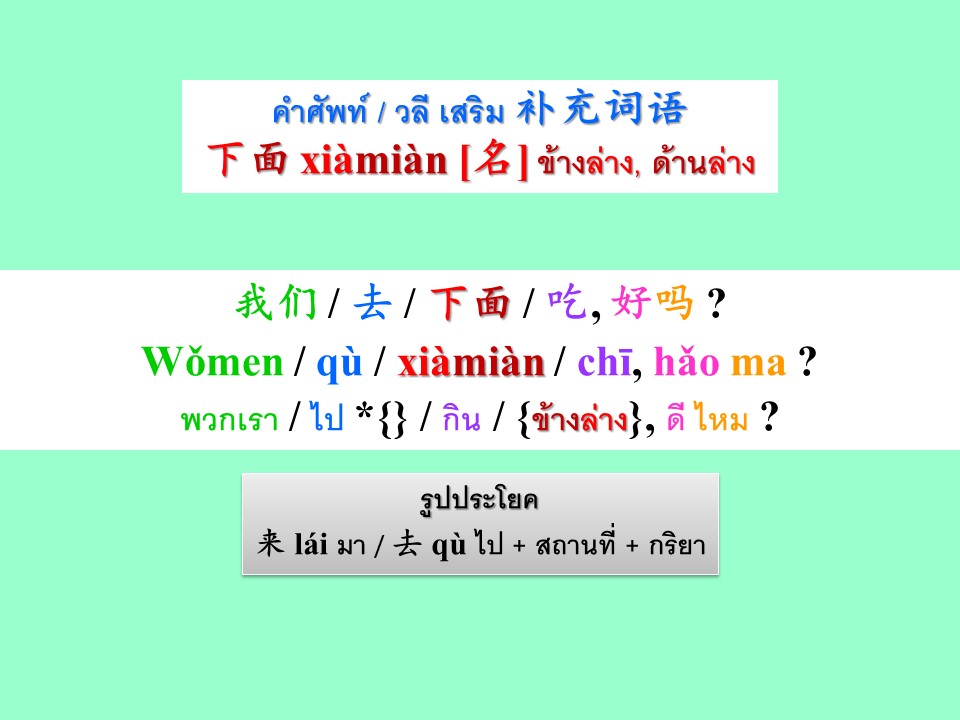 คำศัพท์ / วลี เสริม 补充词语
下面 xiàmiàn [名] ข้างล่าง, ด้านล่าง
我们 / 去 / 下面 / 吃, 好吗 ?
Wǒmen / qù / xiàmiàn / chī, hǎo ma ?
พวกเรา / ไป *{} / กิน / {ข้างล่าง}, ดี ไหม ?
รูปประโยค
来 lái มา / 去 qù ไป + สถานที่ + กริยา